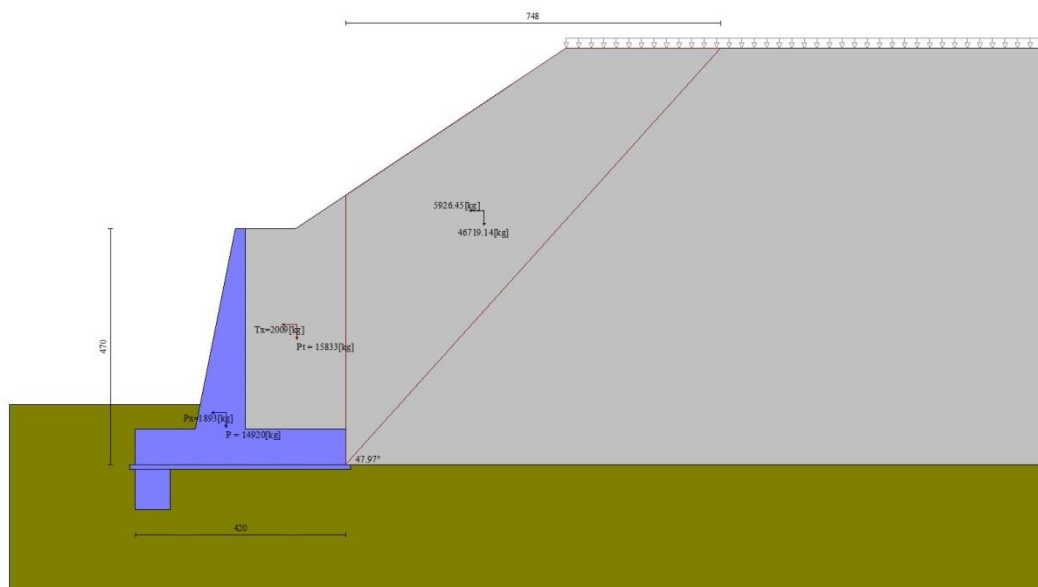 748
5926.45[kg]
46719.14[kg]
470
Tx=2009[kg]
Pt = 15833[kg]
Px=1893[kg]
P = 14920[kg]
47.97°
420